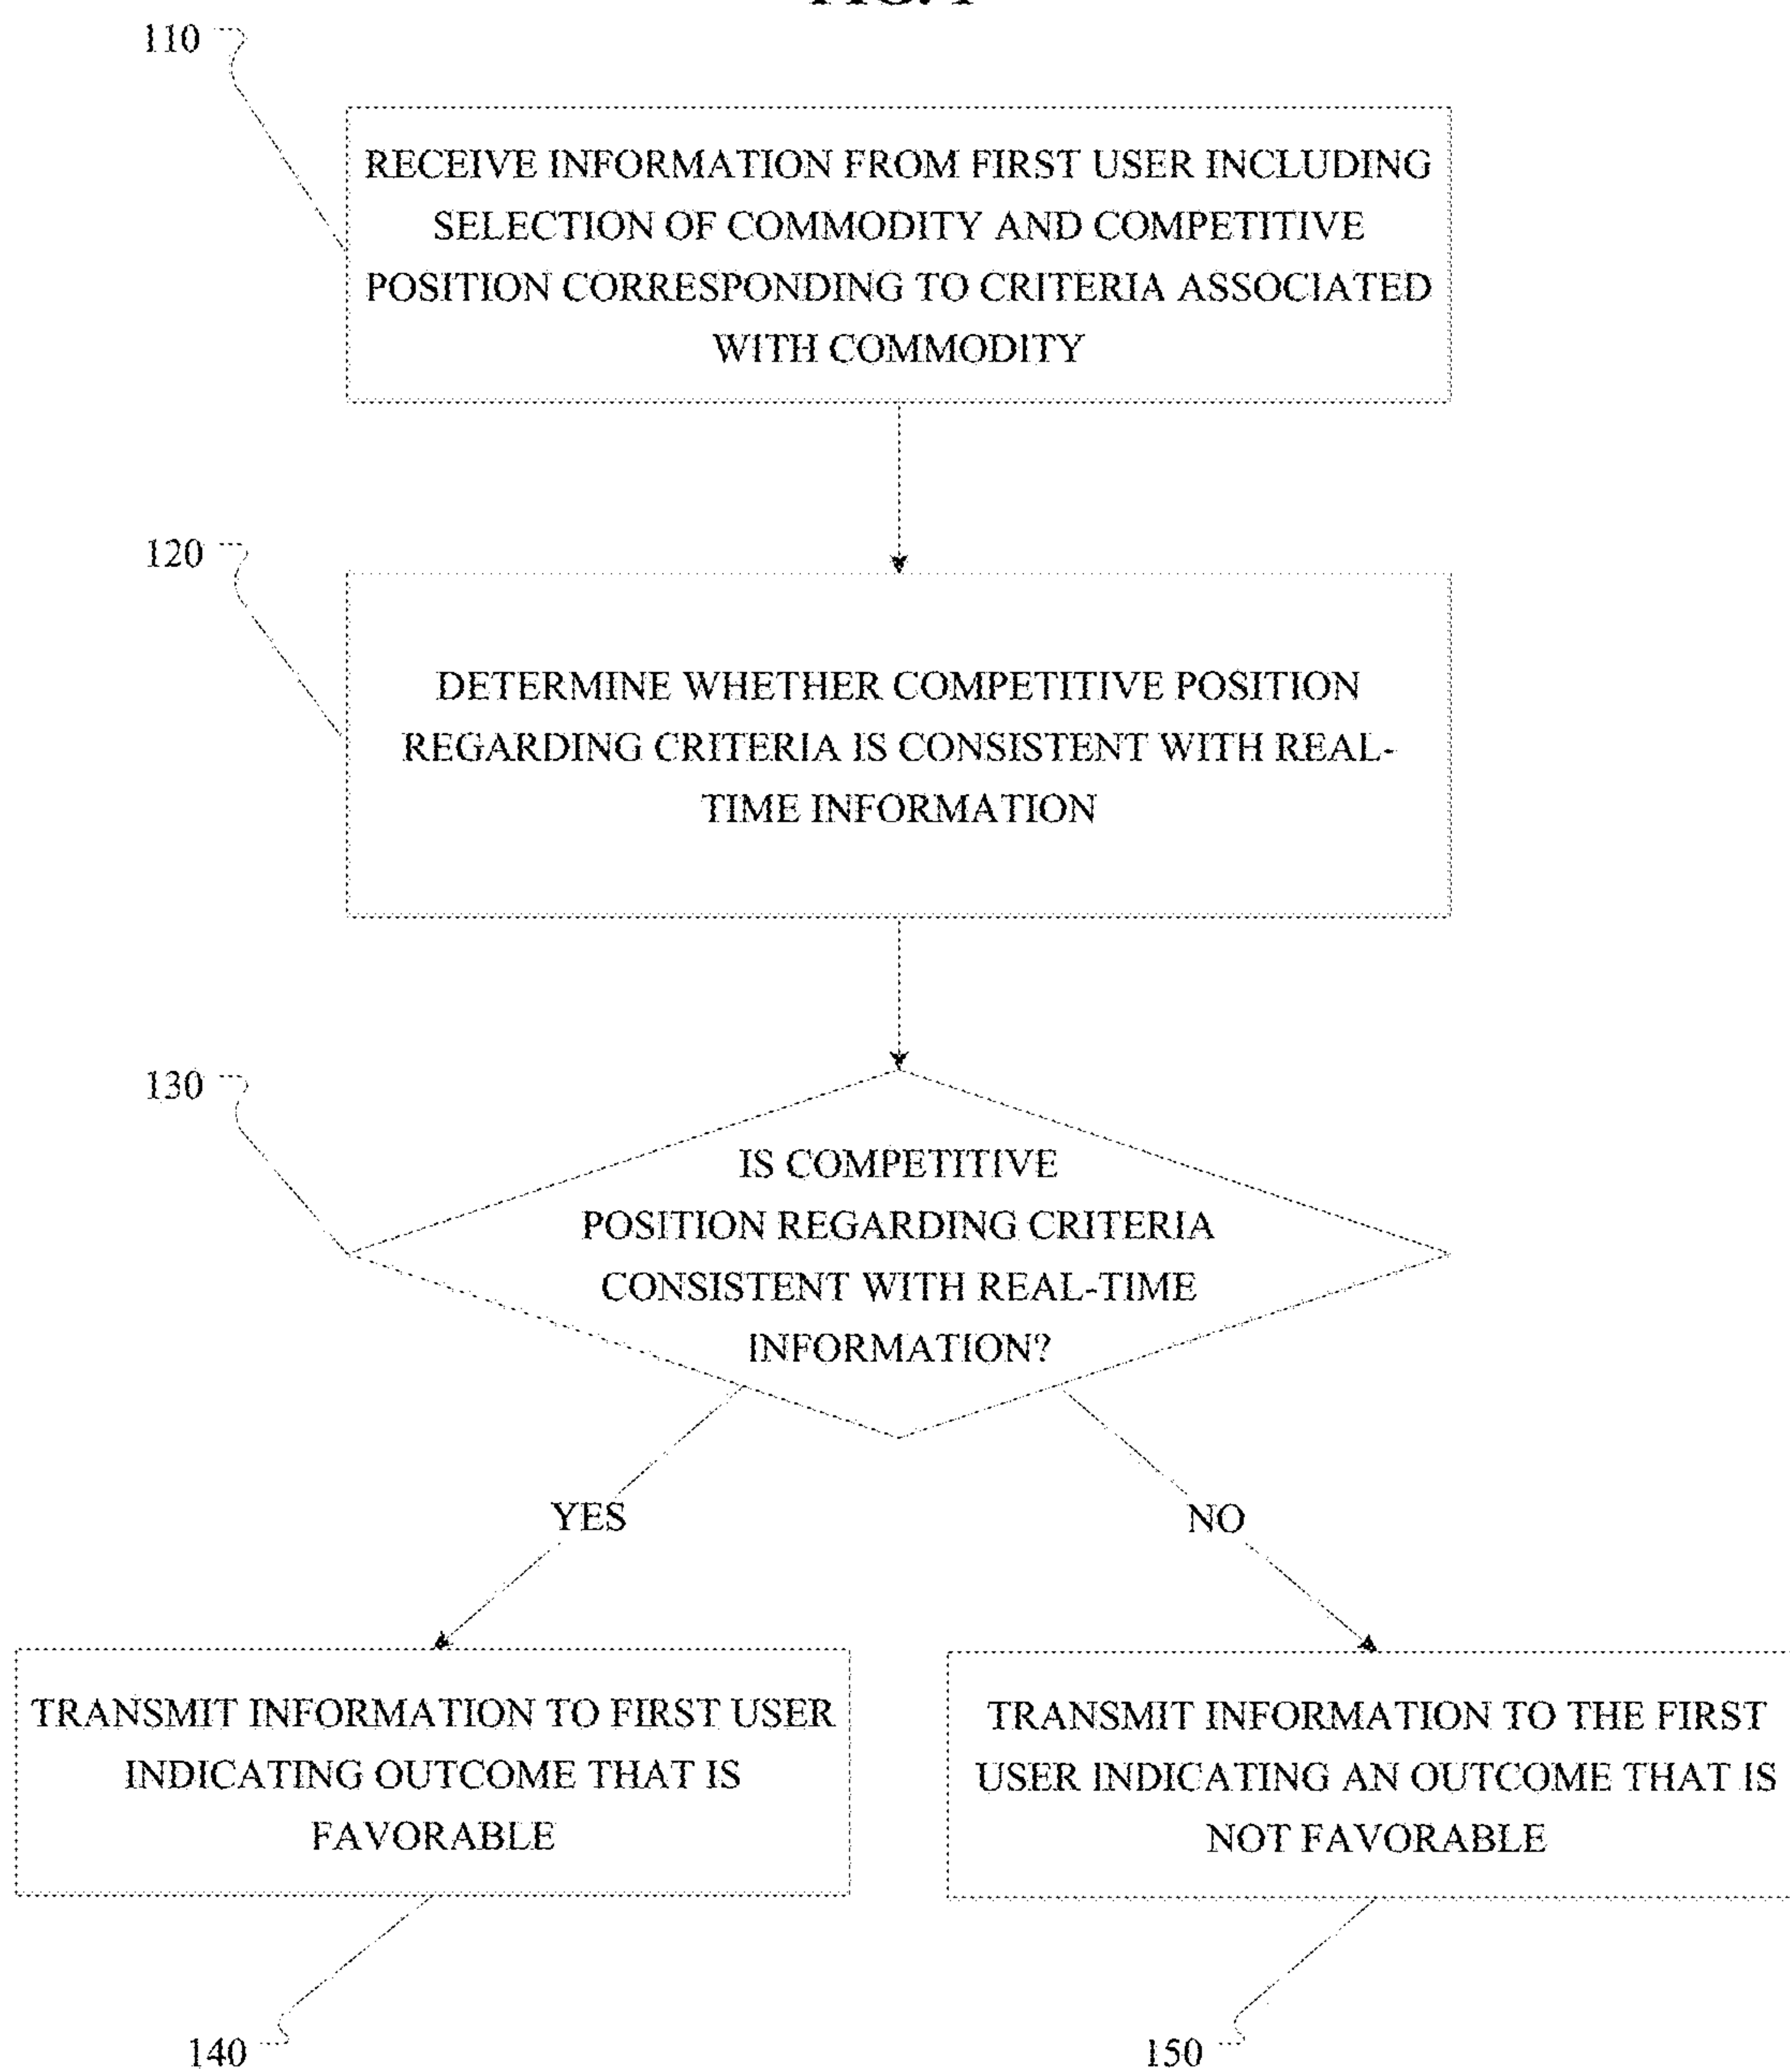 110
RECEIVE INFORMATION FROM FIRST USER INCLUDING
SELECTION OF COMMODITY AND COMPETITIVE
POSITION CORRESPONDING TO CRITERIA ASSOCIATED
WITH COMMODITY
120
DETERMINE WHETHER COMPETITIVE POSITION
REGARDING CRITERIA IS CONSISTENT WITH REAL-
TIME INFORMATION
130
IS COMPETITIVE
POSITION REGARDING CRITERIA
CONSISTENT WITH REAL-TIME
INFORMATION?
YES
NO
TRANSMIT INFORMATION TO FIRST USER
INDICATING OUTCOME THAT IS
FAVORABLE
TRANSMIT INFORMATION TO THE FIRST
USER INDICATING AN OUTCOME THAT IS
NOT FAVORABLE
140
150